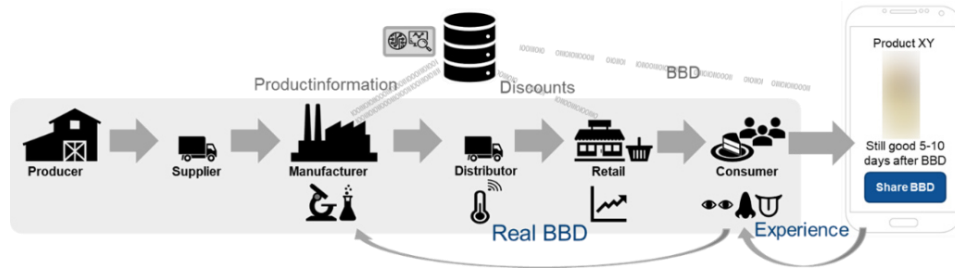 Product XY
Productinformation
Discounts
BBD
Still good 5-10
days after BBD
Share BBD
Producer
Supplier
Manufacturer
Distributor
Retail
Consumer
Real BBD
Experience